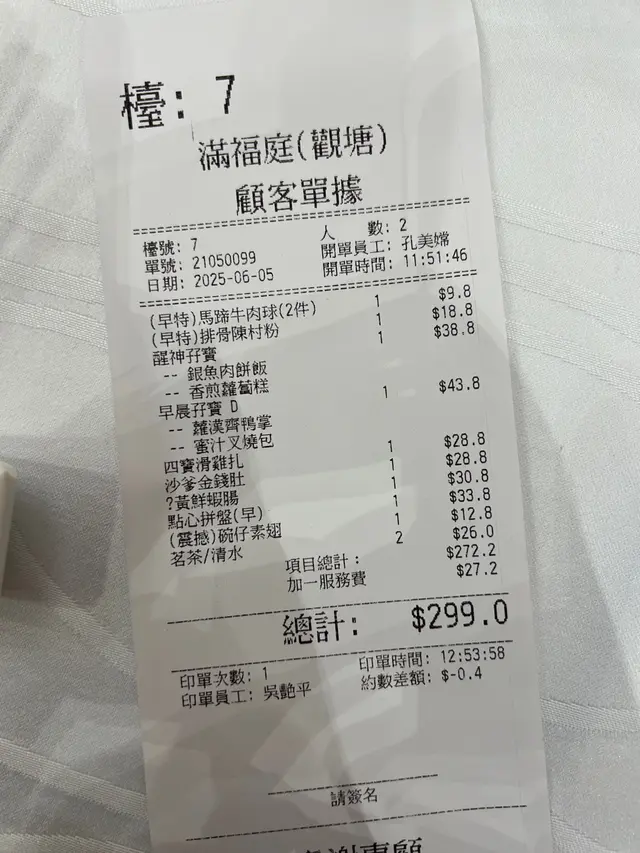 檯: 7
滿福庭(觀塘)
顧客單據
檯號: 7 人 數: 2
單號: 21050099 開單員工: 孔美嫦
日期: 2025-06-05 開單時間: 11:51:46
(早特)馬蹄牛肉球(2件) 1 $9.8
(早特)排骨陳村粉 1 $18.8
醒神孖寶 1 $38.8
-- 銀魚肉餅飯
-- 香煎蘿蔔糕
早晨孖寶 D 1 $43.8
-- 蘿漢齋鴨掌
-- 蜜汁叉燒包
四寶滑雞扎 1 $28.8
沙爹金錢肚 1 $28.8
?黃鮮蝦腸 1 $30.8
點心拼盤(早) 1 $33.8
(震撼)碗仔素翅 1 $12.8
茗茶/清水 2 $26.0
項目總計: $272.2
加一服務費 $27.2
總計: $299.0
印單次數: 1 印單時間: 12:53:58
印單員工: 吳艷平 約數差額: $-0.4
請簽名